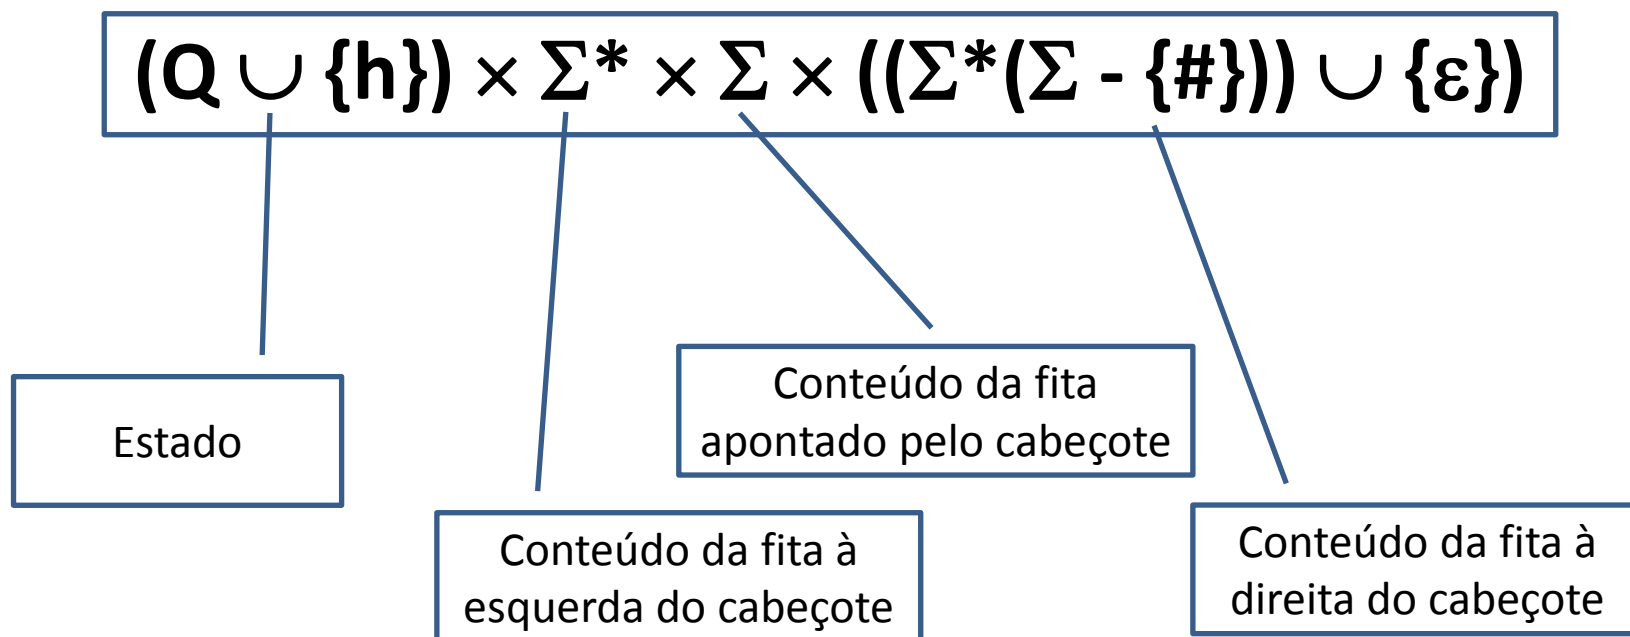 (Q ∪ {h}) × Σ* × Σ × ((Σ*(Σ - {#})) ∪ {ε})
Estado
Conteúdo da fita à
esquerda do cabeçote
Conteúdo da fita
apontado pelo cabeçote
Conteúdo da fita à
direita do cabeçote